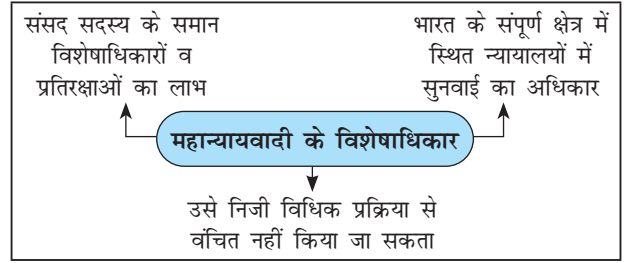 संसद सदस्य के समान
विशेषाधिकारों व
प्रतिरक्षाओं का लाभ
भारत के संपूर्ण क्षेत्र में
स्थित न्यायालयों में
सुनवाई का अधिकार
महान्यायवादी के विशेषाधिकार
उसे निजी विधिक प्रक्रिया से
वंचित नहीं किया जा सकता